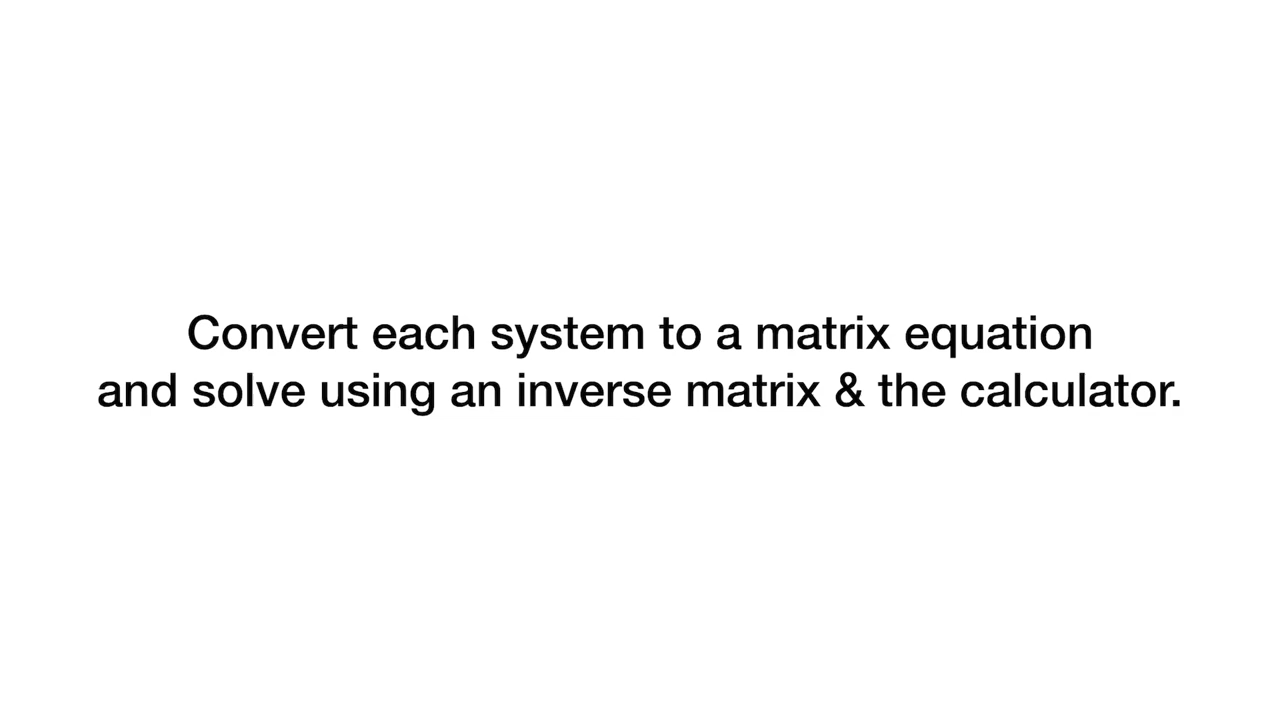 Convert each system to a matrix equation
and solve using an inverse matrix & the calculator.